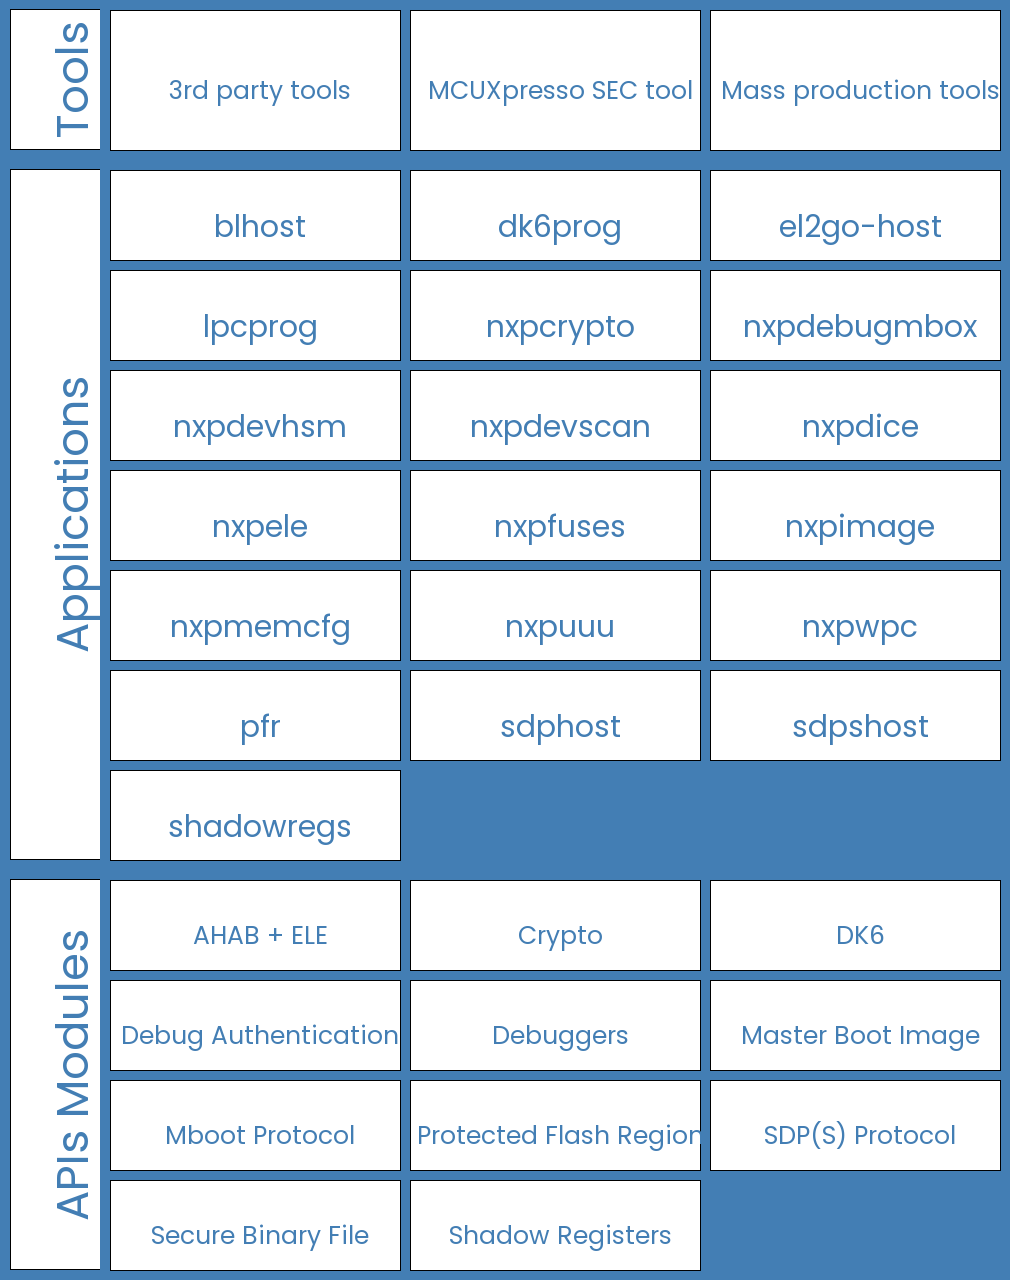 Tools
3rd party tools
MCUXpresso SEC tool
Mass production tools
Applications
blhost
dk6prog
el2go-host
lpcprog
nxpcrypto
nxpdebugmbox
nxpdevhsm
nxpdevscan
nxpdice
nxpele
nxpfuses
nxpimage
nxpmemcfg
nxpuuu
nxpwpc
pfr
sdphost
sdpshost
shadowregs
APIs Modules
AHAB + ELE
Crypto
DK6
Debug Authentication
Debuggers
Master Boot Image
Mboot Protocol
Protected Flash Region
SDP(S) Protocol
Secure Binary File
Shadow Registers